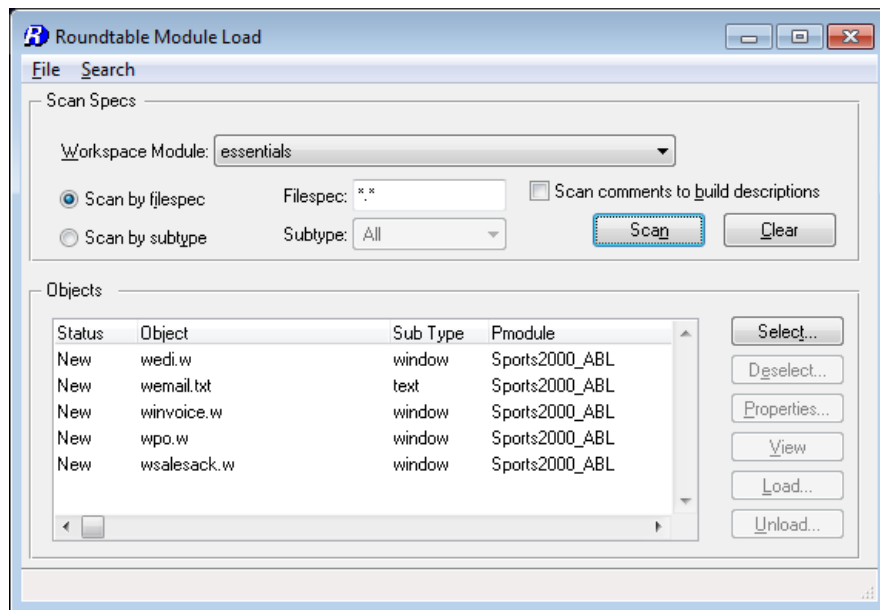 Roundtable Module Load
File Search
Scan Specs
Workspace Module: essentials
Scan by filespec Filespec: *.* Scan comments to build descriptions
Scan by subtype Subtype: All Scan Clear
Objects
Status Object Sub Type Pmodule Select...
New wedi.w window Sports2000_ABL Deselect...
New wemail.txt text Sports2000_ABL
New winvoice.w window Sports2000_ABL Properties...
New wpo.w window Sports2000_ABL View
New wsalesack.w window Sports2000_ABL
Load...
Unload...